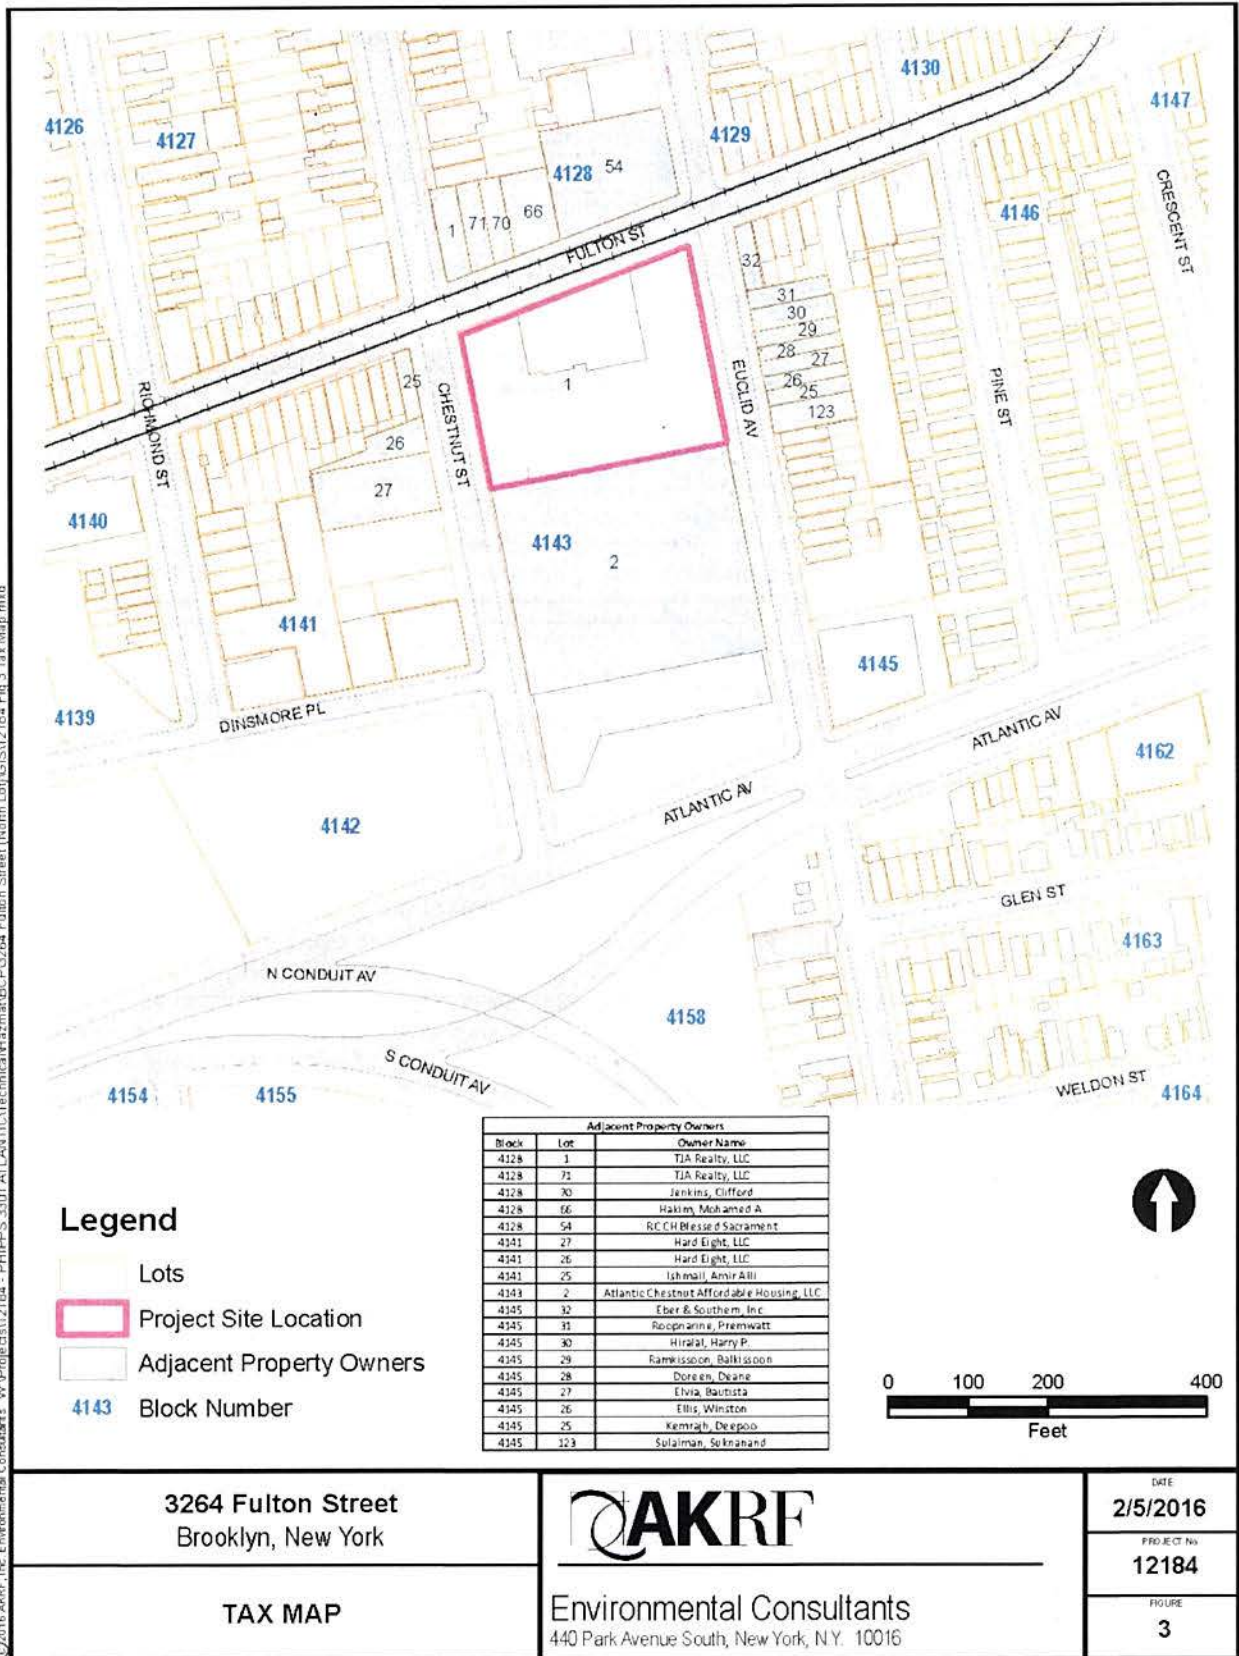 4130
4147
4126
4127
4129
4128 54
CRESCENT ST
66
71 70
1
4146
FULTON ST
32
31
30
29
28
27
26
25
123
EUCLID AV
PINE ST
1
25
CHESTNUT ST
RICHMOND ST
26
27
4140
4143
2
4141
4145
4139
DINSMORE PL
ATLANTIC AV
4162
4142
ATLANTIC AV
GLEN ST
4163
N CONDUIT AV
4158
S CONDUIT AV
WELDON ST
4154
4155
4164
Adjacent Property Owners
Block Lot Owner Name
4128 1 TJA Realty, LLC
4128 71 TJA Realty, LLC
4128 70 Jenkins, Clifford
4128 66 Hakim, Mohamed A
4128 54 RCCH Blessed Sacrament
4141 27 Hard Eight, LLC
4141 26 Hard Eight, LLC
4141 25 Ishmail, Amir Alli
4143 2 Atlantic Chestnut Affordable Housing, LLC
4145 32 Eber & Southern, Inc
4145 31 Roopnarine, Premwatt
4145 30 Hiralal, Harry P.
4145 29 Ramkissoon, Balkissoon
4145 28 Doreen, Deane
4145 27 Elvia, Bautista
4145 26 Ellis, Winston
4145 25 Kemrajh, Deepoo
4145 123 Sulaiman, Suknanand
Legend
Lots
Project Site Location
Adjacent Property Owners
4143 Block Number
0 100 200 400
Feet
3264 Fulton Street
Brooklyn, New York
TAX MAP
AKRF
Environmental Consultants
440 Park Avenue South, New York, N.Y. 10016
DATE
2/5/2016
PROJECT No
12184
FIGURE
3